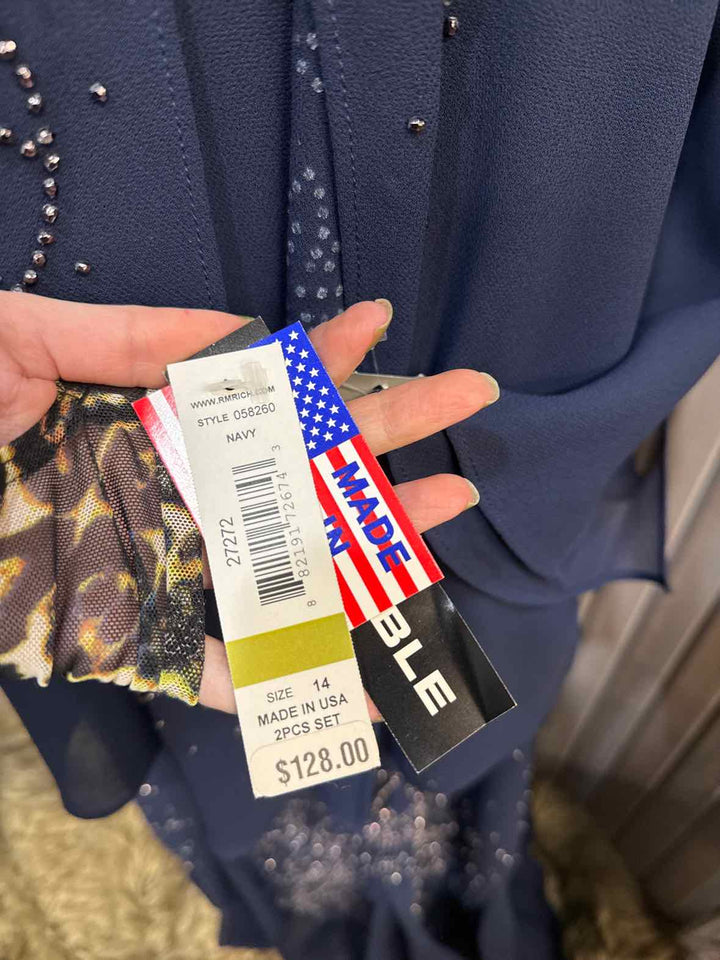 WWW.RMRICH.COM
STYLE 058260
NAVY
27272
8 82191 72674 3
SIZE 14
MADE IN USA
2PCS SET
$128.00
MADE
IN
BLE